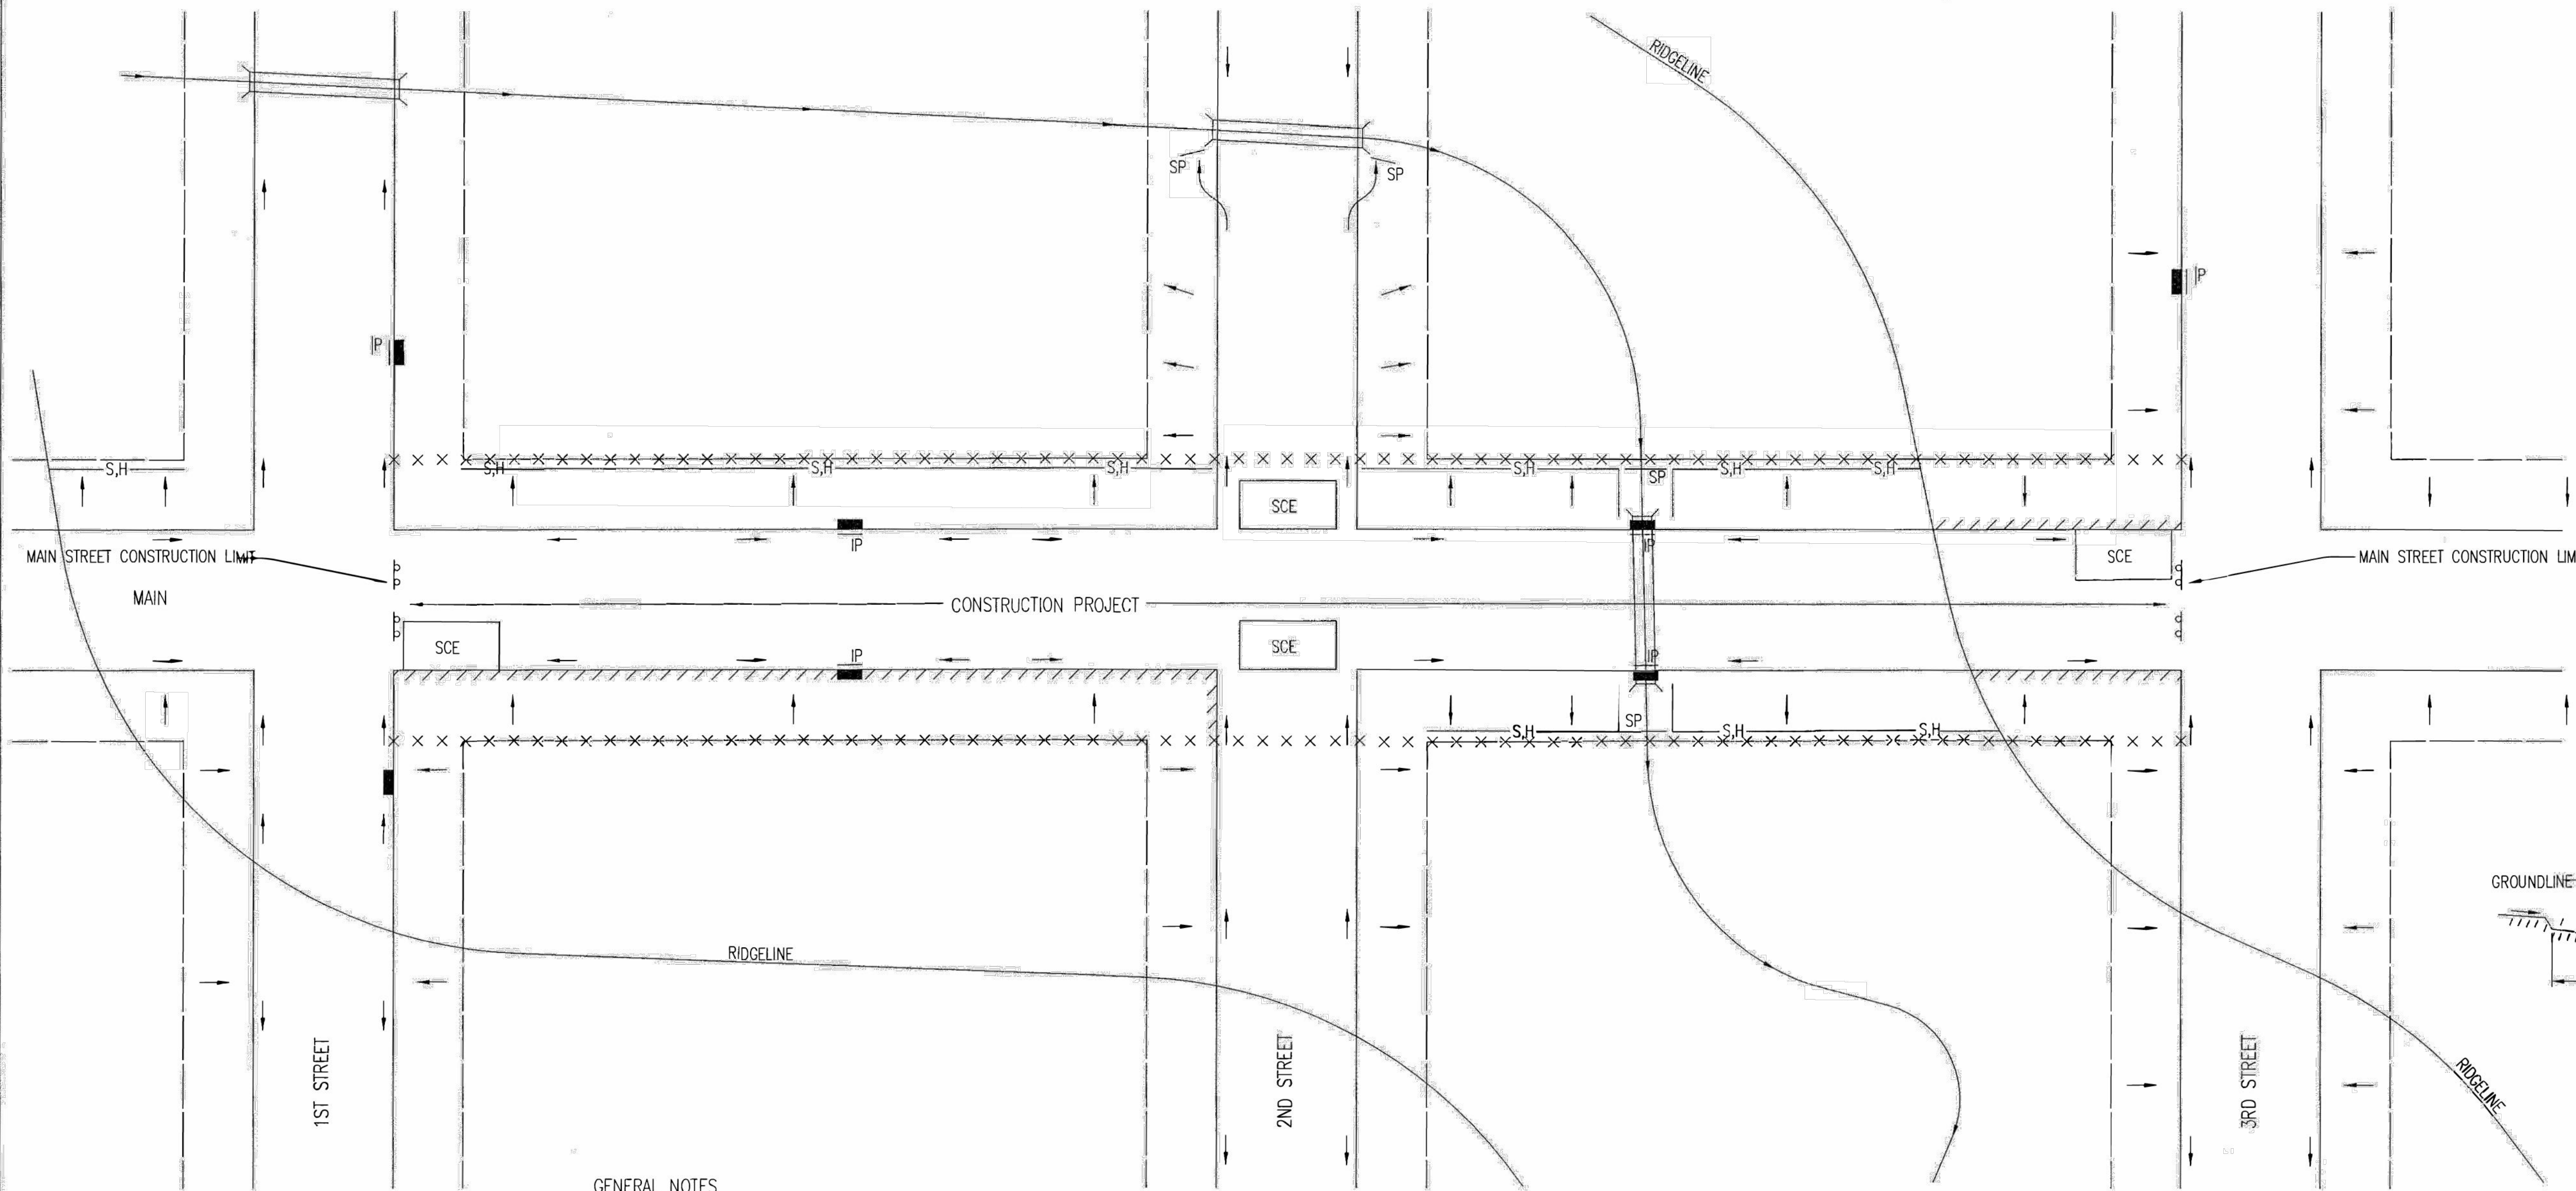 RIDGELINE
SP
SP
IP
IP
S,H
S,H
S,H
S,H
S,H
SP
S,H
S,H
SCE
MAIN STREET CONSTRUCTION LIMIT
IP
IP
SCE
MAIN STREET CONSTRUCTION LIM
MAIN
CONSTRUCTION PROJECT
SCE
SCE
IP
IP
S,H
SP
S,H
S,H
GROUNDLINE
RIDGELINE
1ST STREET
2ND STREET
3RD STREET
RIDGELINE
GENERAL NOTES